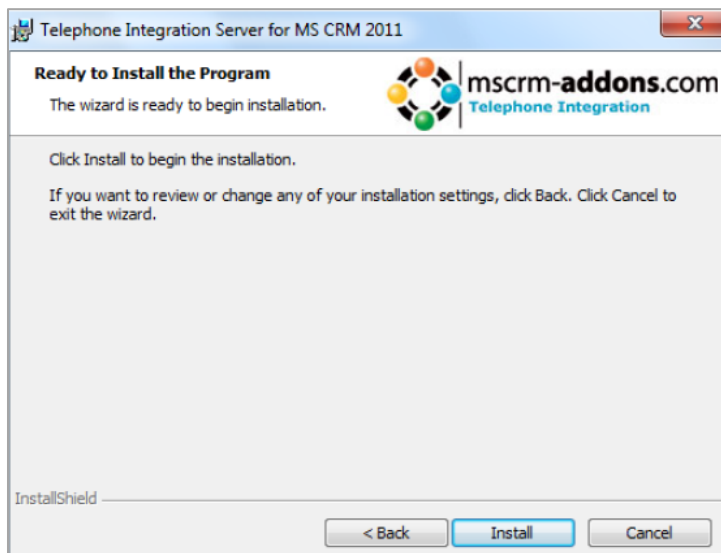 Telephone Integration Server for MS CRM 2011
Ready to Install the Program
The wizard is ready to begin installation.
mscrm-addons.com
Telephone Integration
Click Install to begin the installation.
If you want to review or change any of your installation settings, click Back. Click Cancel to
exit the wizard.
InstallShield
< Back
Install
Cancel